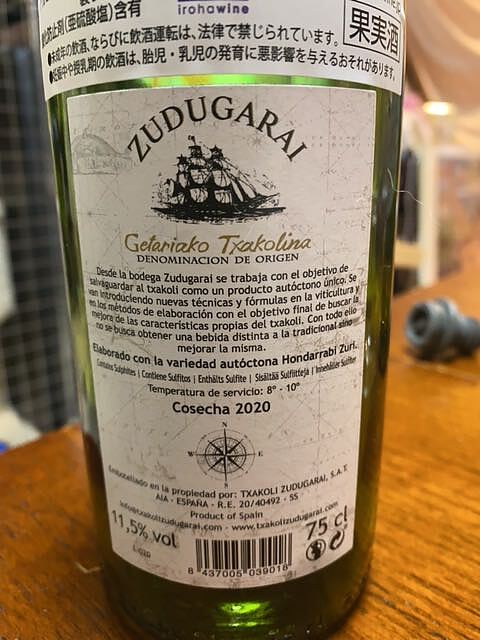 irohawine
化防止剤(亜硫酸塩)含有
●未成年の飲酒、ならびに飲酒運転は、法律で禁じられています。
●妊娠中や授乳期の飲酒は、胎児・乳児の発育に悪影響を与えるおそれがあります。
果実酒
ZUDUGARAI
Getariako Txakolina
DENOMINACION DE ORIGEN
Desde la bodega Zudugarai se trabaja con el objetivo de
salvaguardar al txakoli como un producto autóctono único. Se
van introduciendo nuevas técnicas y fórmulas en la viticultura y
en los métodos de elaboración con el objetivo final de buscar la
mejora de las características propias del txakoli. Con todo ello
no se busca obtener una bebida distinta a la tradicional sino
mejorar la misma.
Elaborado con la variedad autóctona Hondarrabi Zuri.
Contains Sulphites | Contiene Sulfitos | Enthälts Sulfite | Sisältää Sulfiitteja | Innehåller Sulfiter
Temperatura de servicio: 8º - 10º
Cosecha 2020
N
W E
S
Embotellado en la propiedad por: TXAKOLI ZUDUGARAI, S.A.T.
AIA - ESPAÑA - R.E. 20/40492 - SS
Product of Spain
info@txakolizudugarai.com - www.txakolizudugarai.com
11,5% vol
75 cl
L-020
8 437005 039018